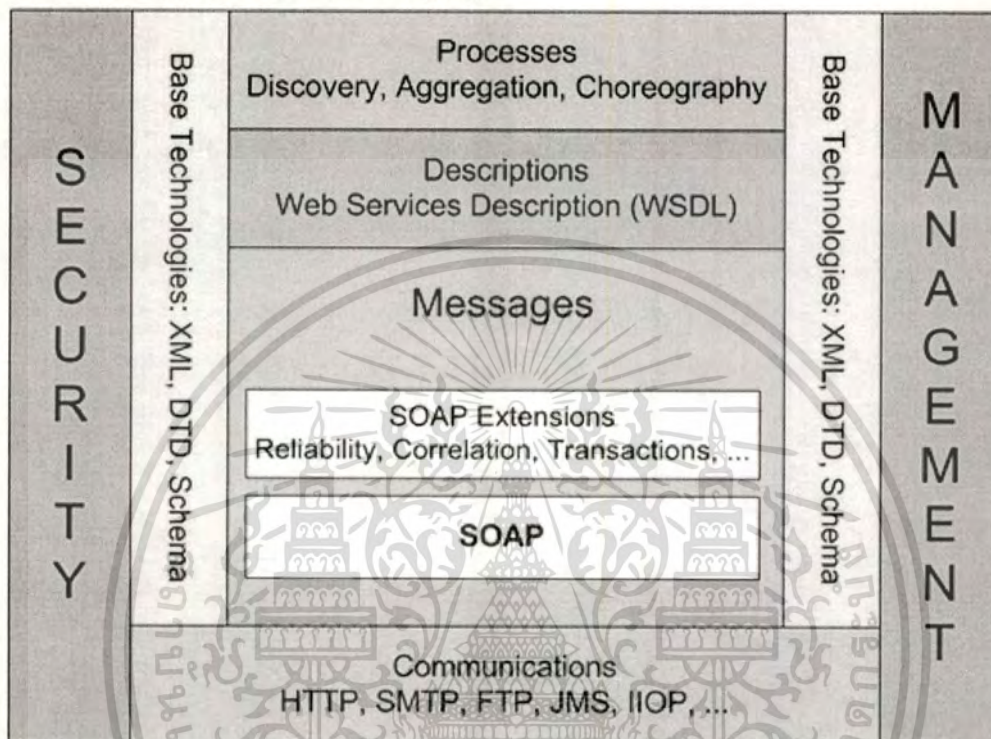 SECURITY
Base Technologies: XML, DTD, Schema
Processes
Discovery, Aggregation, Choreography
Descriptions
Web Services Description (WSDL)
Messages
SOAP Extensions
Reliability, Correlation, Transactions, ...
SOAP
Communications
HTTP, SMTP, FTP, JMS, IIOP, ...
Base Technologies: XML, DTD, Schema
MANAGEMENT